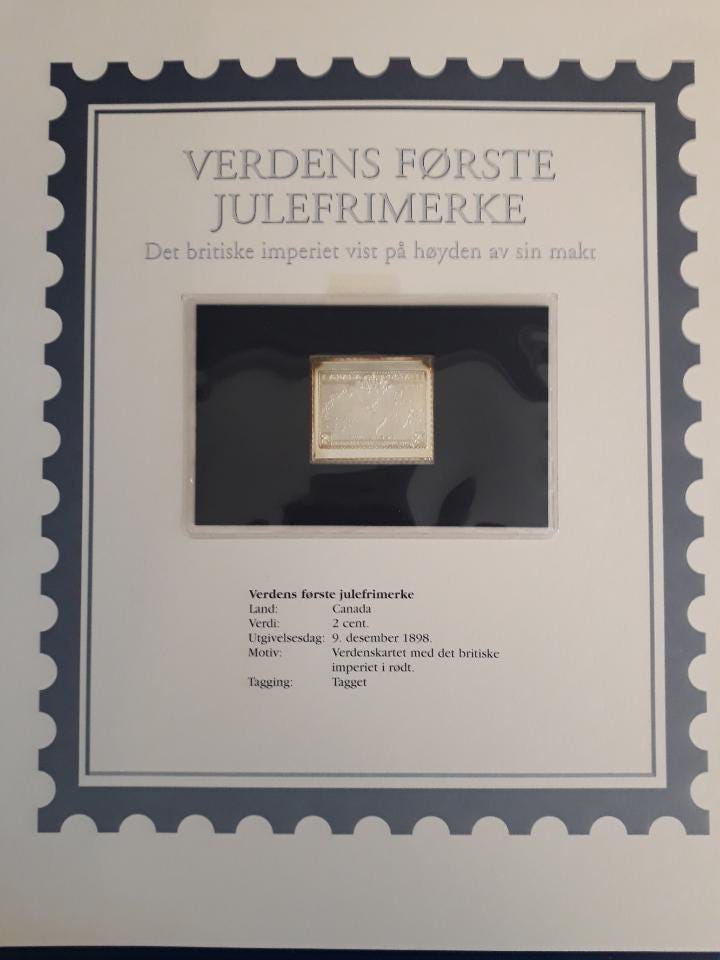 VERDENS FØRSTE
JULEFRIMERKE
Det britiske imperiet vist på høyden av sin makt
Verdens første julefrimerke
Land: Canada
Verdi: 2 cent.
Utgivelsesdag: 9. desember 1898.
Motiv: Verdenskartet med det britiske
imperiet i rødt.
Tagging: Tagget